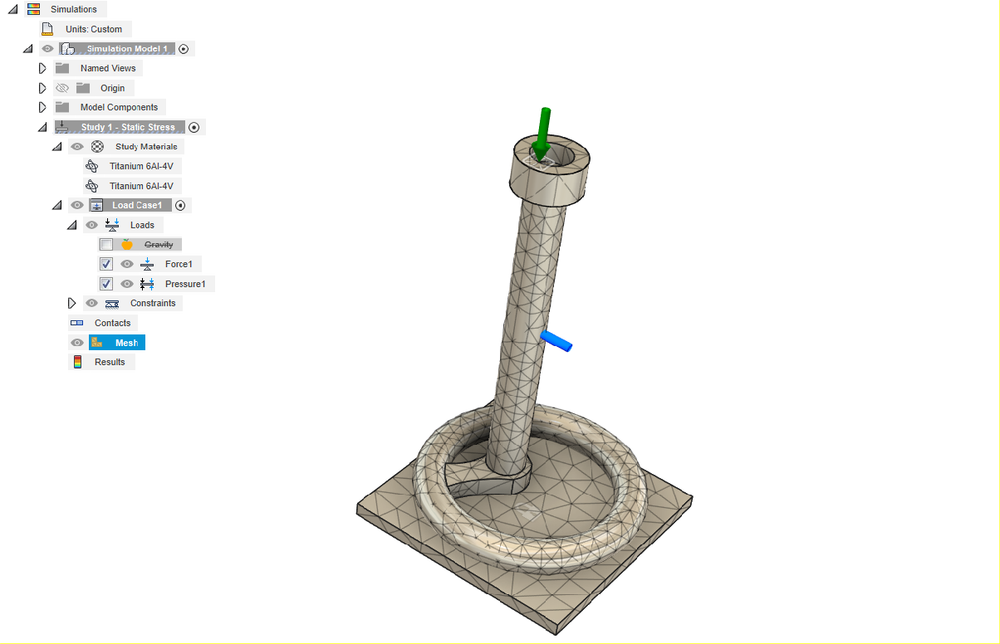 Simulations
Units: Custom
Simulation Model 1
Named Views
Origin
Model Components
Study 1 - Static Stress
Study Materials
Titanium 6Al-4V
Titanium 6Al-4V
Load Case1
Loads
Gravity
Force1
Pressure1
Constraints
Contacts
Mesh
Results